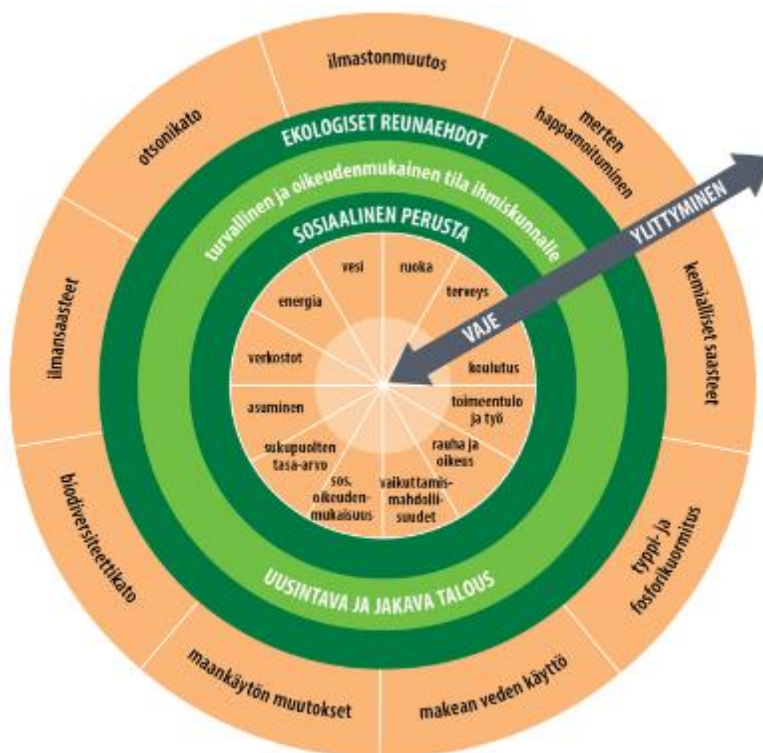 ilmastonmuutos
merten
happamoituminen
kemialliset saasteet
typpi- ja
fosforikuormitus
makean veden käyttö
maankäytön muutokset
biodiversiteettikato
ilmansaasteet
otsonikato
EKOLOGISET REUNAEHDOT
turvallinen ja oikeudenmukainen tila ihmiskunnalle
SOSIAALINEN PERUSTA
YLITTYMINEN
VAJE
vesi
ruoka
terveys
koulutus
toimeentulo
ja työ
rauha ja
oikeus
vaikuttamis-
mahdolli-
suudet
sos.
oikeuden-
mukaisuus
sukupuolten
tasa-arvo
asuminen
verkostot
energia
UUSINTAVA JA JAKAVA TALOUS